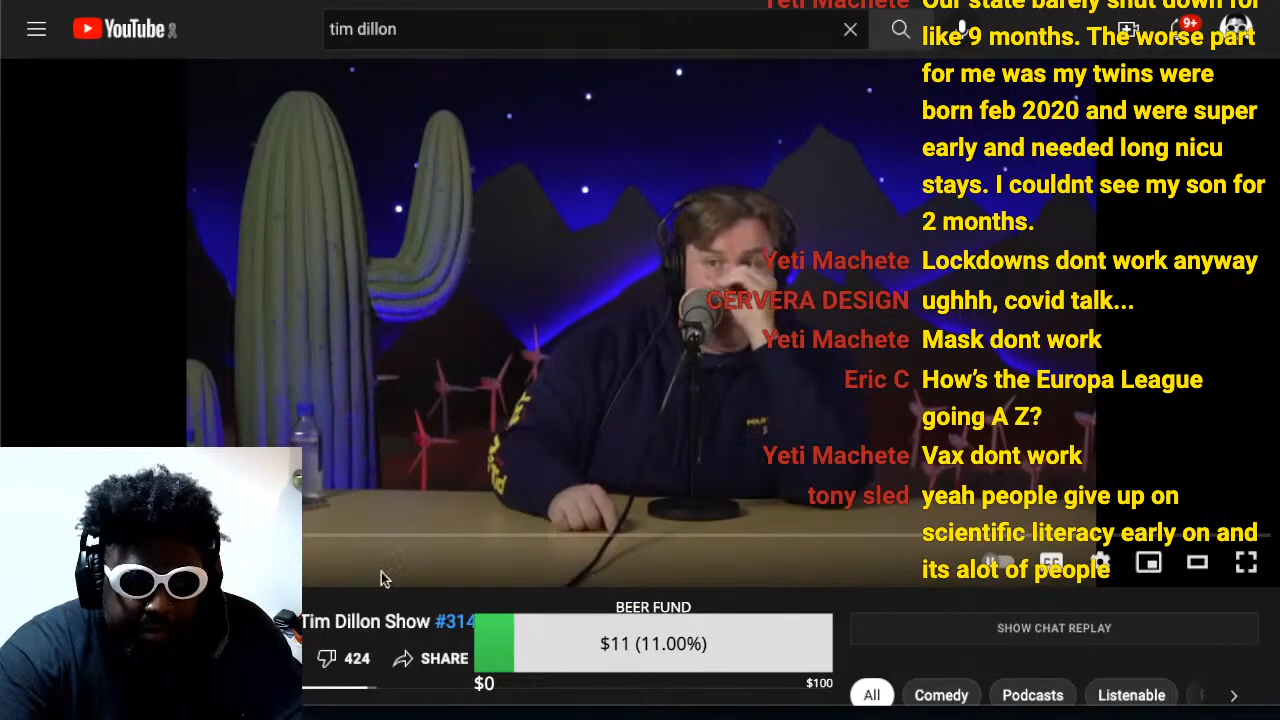 Yeti Machete Our state barely shut down for
like 9 months. The worse part
for me was my twins were
born feb 2020 and were super
early and needed long nicu
stays. I couldnt see my son for
2 months.
Yeti Machete Lockdowns dont work anyway
CERVERA DESIGN ughhh, covid talk...
Yeti Machete Mask dont work
Eric C How's the Europa League
going A Z?
Yeti Machete Vax dont work
tony sled yeah people give up on
scientific literacy early on and
its alot of people
YouTube
tim dillon
9+
CC
Tim Dillon Show #314
424 SHARE
BEER FUND
$11 (11.00%)
$0 $100
SHOW CHAT REPLAY
All Comedy Podcasts Listenable